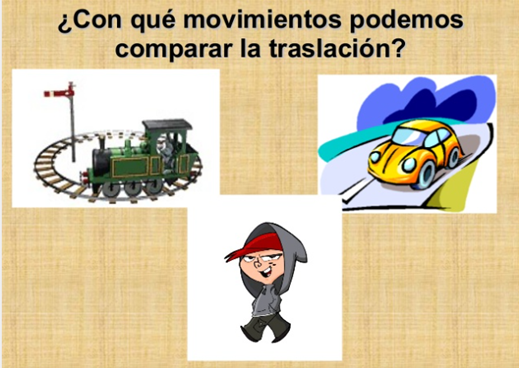 ¿Con qué movimientos podemos
comparar la traslación?